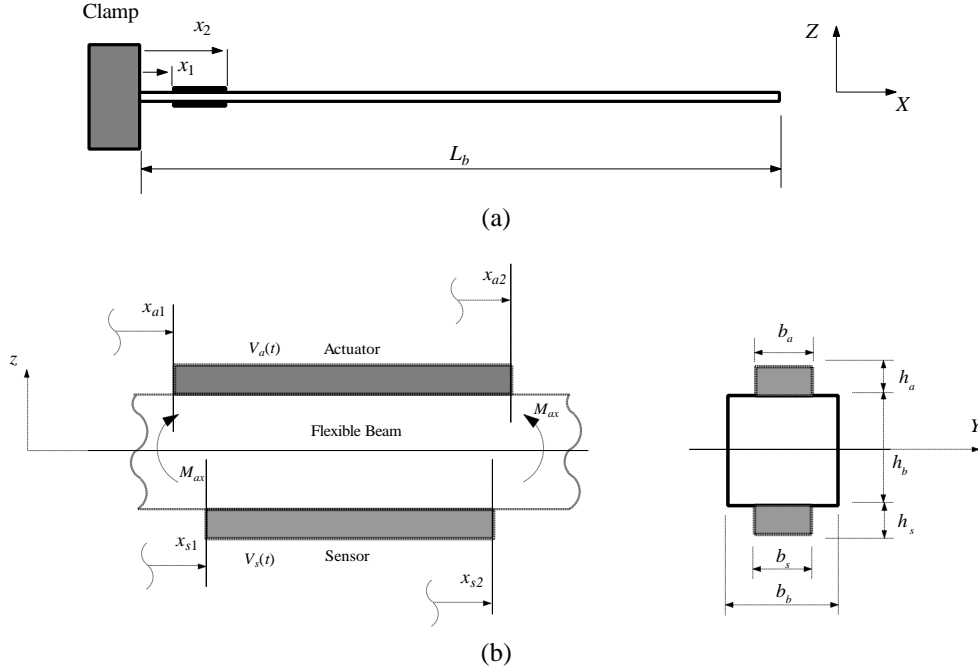 Clamp
x2
x1
Z
X
Lb
(a)
xa2
xa1
Va(t) Actuator
z
Max
Flexible Beam
Max
xs1
Vs(t) Sensor
xs2
ba
ha
Y
hb
hs
bs
bb
(b)